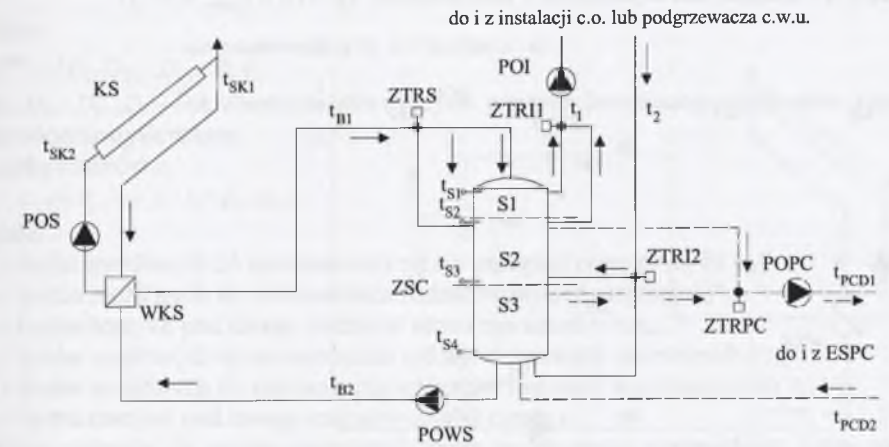 do i z instalacji c.o. lub podgrzewacza c.w.u.
POI
KS
tSK1
ZTRS
ZTRI1
t1
t2
tB1
tSK2
tS1
S1
tS2
POS
tS3
S2
ZTRI2
POPC
tPCD1
ZSC
WKS
S3
ZTRPC
tS4
do i z ESPC
tB2
tPCD2
POWS